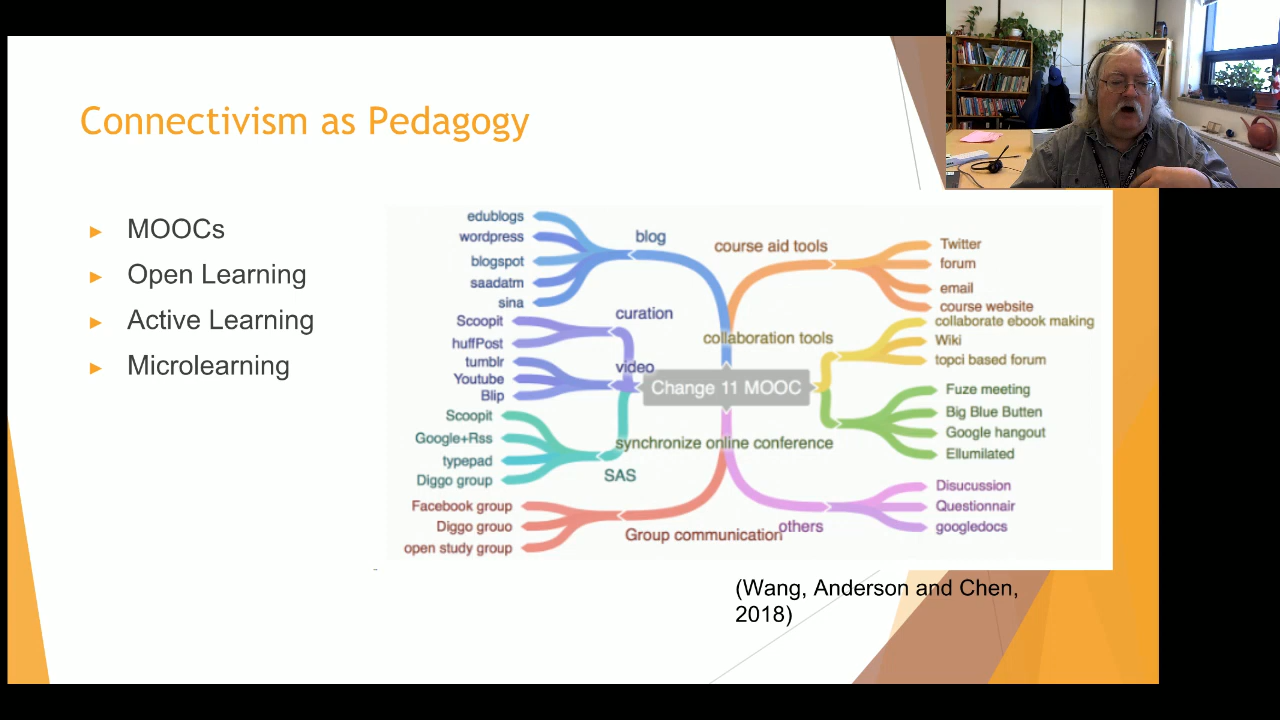 Connectivism as Pedagogy
MOOCs
Open Learning
Active Learning
Microlearning
edublogs
wordpress
blogspot
saadatm
sina
blog
Scoopit
huffPost
curation
tumblr
Youtube
Blip
video
Scoopit
Google+Rss
typepad
Diggo group
SAS
Facebook group
Diggo grouo
open study group
Group communication
Change 11 MOOC
course aid tools
Twitter
forum
email
course website
collaboration tools
collaborate ebook making
Wiki
topci based forum
synchronize online conference
Fuze meeting
Big Blue Butten
Google hangout
Ellumilated
others
Disucussion
Questionnair
googledocs
(Wang, Anderson and Chen,
2018)